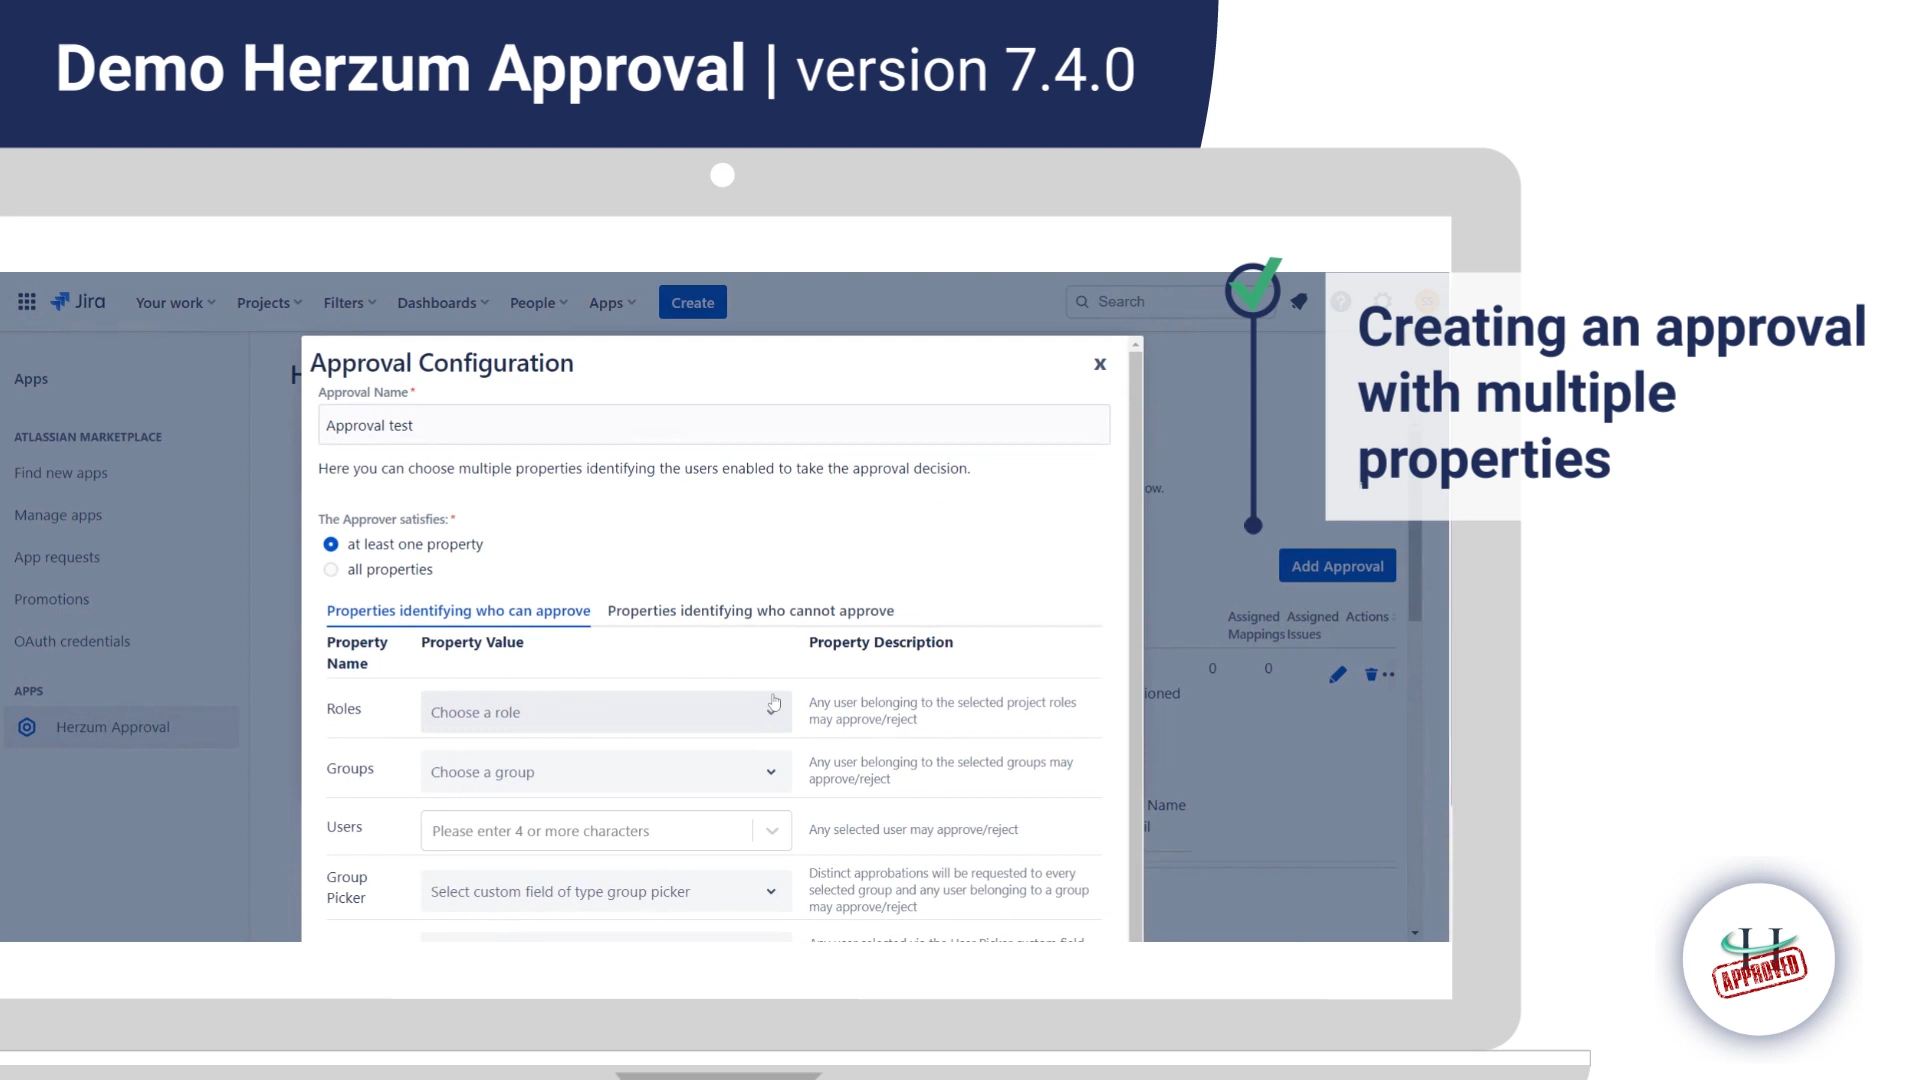 Demo Herzum Approval | version 7.4.0
Jira
Your work
Projects
Filters
Dashboards
People
Apps
Create
Search
Creating an approval
with multiple
properties
Apps
ATLASSIAN MARKETPLACE
Find new apps
Manage apps
App requests
Promotions
OAuth credentials
APPS
Herzum Approval
H
Approval Configuration
x
Approval Name*
Approval test
Here you can choose multiple properties identifying the users enabled to take the approval decision.
The Approver satisfies:*
at least one property
all properties
Properties identifying who can approve
Properties identifying who cannot approve
Property
Name
Property Value
Property Description
Roles
Choose a role
Any user belonging to the selected project roles
may approve/reject
Groups
Choose a group
Any user belonging to the selected groups may
approve/reject
Users
Please enter 4 or more characters
Any selected user may approve/reject
Group
Picker
Select custom field of type group picker
Distinct approbations will be requested to every
selected group and any user belonging to a group
may approve/reject
ow.
Add Approval
Assigned
Mappings
Assigned
Issues
Actions
0
0
ioned
Name
il
H
APPROVED